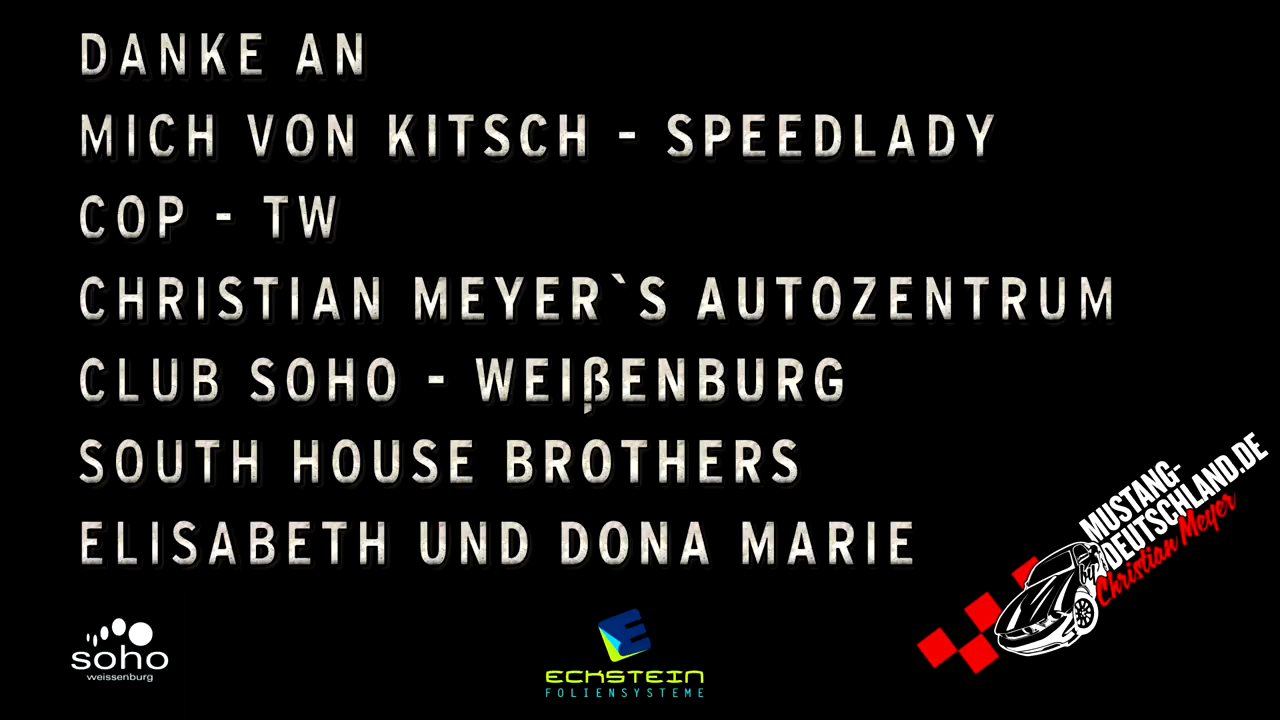 DANKE AN
MICH VON KITSCH - SPEEDLADY
COP - TW
CHRISTIAN MEYER`S AUTOZENTRUM
CLUB SOHO - WEIßENBURG
SOUTH HOUSE BROTHERS
ELISABETH UND DONA MARIE
MUSTANG-
DEUTSCHLAND.DE
by Christian Meyer
soho
weissenburg
E
ECKSTEIN
FOLIENSYSTEME